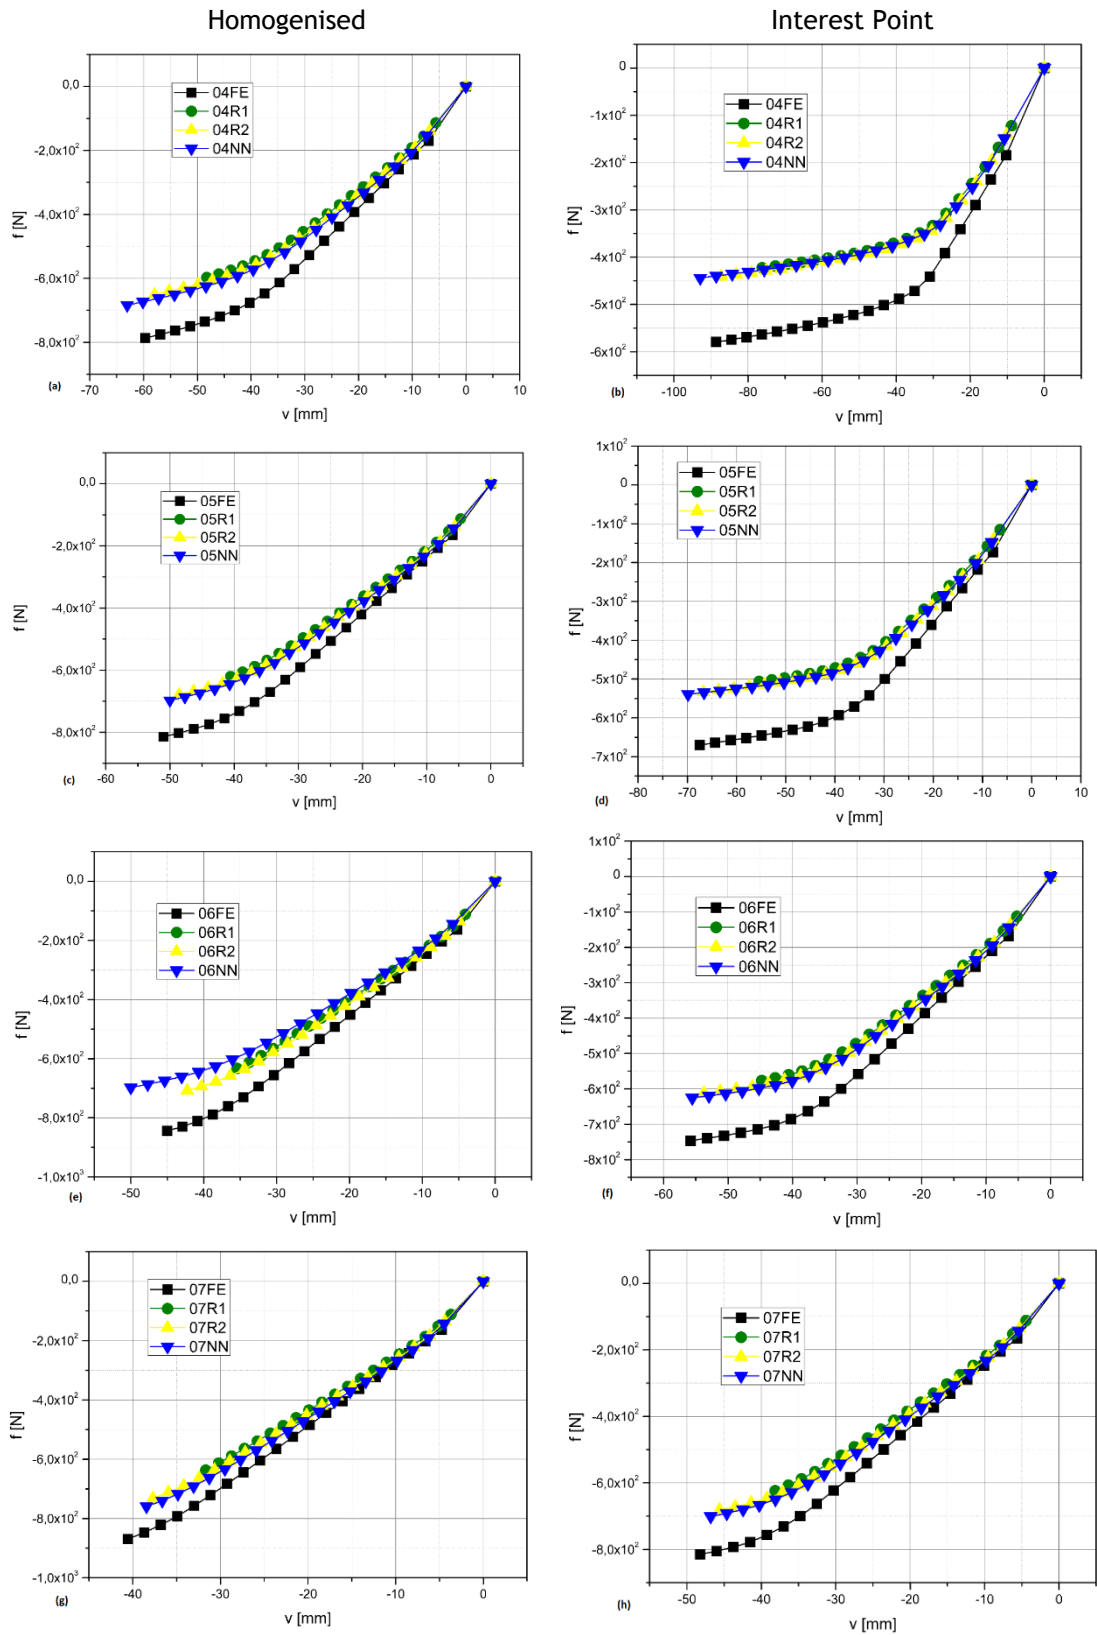 Homogenised Interest Point
0,0
-2,0x10²
-4,0x10²
-6,0x10²
-8,0x10²
f [N]
04FE
04R1
04R2
04NN
-70 -60 -50 -40 -30 -20 -10 0 10
v [mm]
(a)
0
-1x10²
-2x10²
-3x10²
-4x10²
-5x10²
-6x10²
f [N]
04FE
04R1
04R2
04NN
-100 -80 -60 -40 -20 0
v [mm]
(b)
0,0
-2,0x10²
-4,0x10²
-6,0x10²
-8,0x10²
f [N]
05FE
05R1
05R2
05NN
-60 -50 -40 -30 -20 -10 0
v [mm]
(c)
1x10²
0
-1x10²
-2x10²
-3x10²
-4x10²
-5x10²
-6x10²
-7x10²
f [N]
05FE
05R1
05R2
05NN
-80 -70 -60 -50 -40 -30 -20 -10 0 10
v [mm]
(d)
0,0
-2,0x10²
-4,0x10²
-6,0x10²
-8,0x10²
-1,0x10³
f [N]
06FE
06R1
06R2
06NN
-50 -40 -30 -20 -10 0
v [mm]
(e)
1x10²
0
-1x10²
-2x10²
-3x10²
-4x10²
-5x10²
-6x10²
-7x10²
-8x10²
f [N]
06FE
06R1
06R2
06NN
-60 -50 -40 -30 -20 -10 0
v [mm]
(f)
0,0
-2,0x10²
-4,0x10²
-6,0x10²
-8,0x10²
-1,0x10³
f [N]
07FE
07R1
07R2
07NN
-40 -30 -20 -10 0
v [mm]
(g)
0,0
-2,0x10²
-4,0x10²
-6,0x10²
-8,0x10²
f [N]
07FE
07R1
07R2
07NN
-50 -40 -30 -20 -10 0
v [mm]
(h)